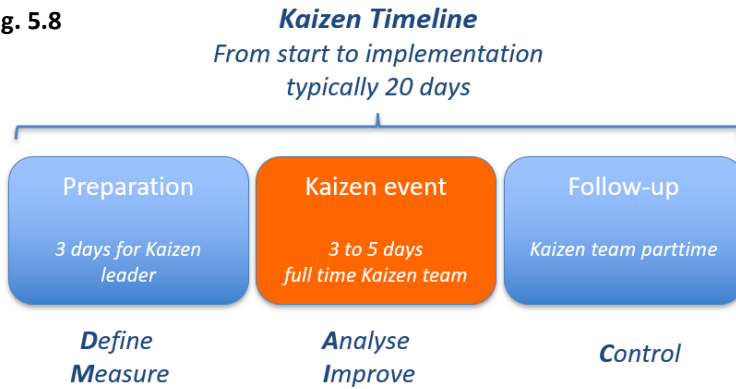 g. 5.8
Kaizen Timeline
From start to implementation
typically 20 days
Preparation
3 days for Kaizen
leader
Kaizen event
3 to 5 days
full time Kaizen team
Follow-up
Kaizen team parttime
Define
Measure
Analyse
Improve
Control